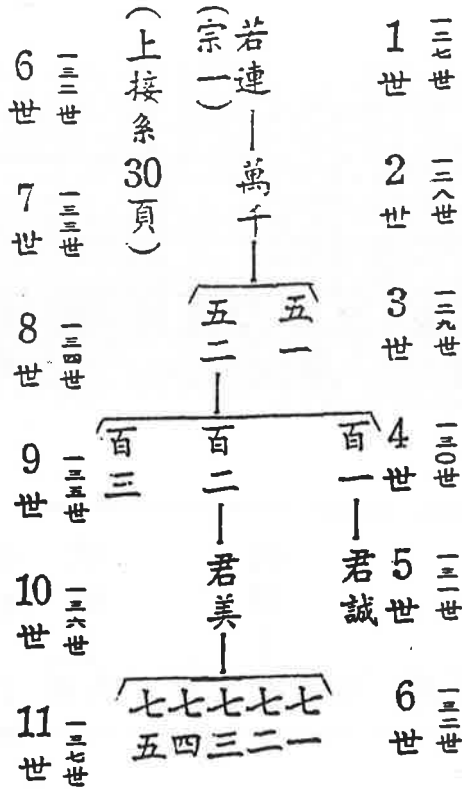 一二七世
一二八世
一二九世
一三〇世
一三一世
一三二世
1世
2世
3世
4世
5世
6世
若連
(宗一)
萬千
五一
五二
百一
百二
百三
君誠
君美
七一
七二
七三
七四
七五
(上接系30頁)
一三二世
一三三世
一三四世
一三五世
一三六世
一三七世
6世
7世
8世
9世
10世
11世